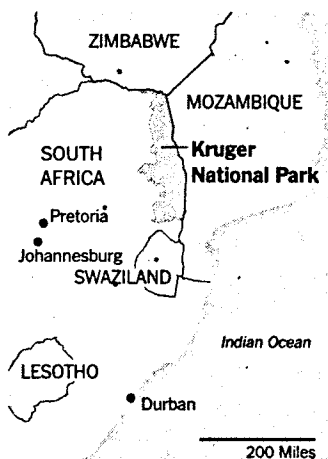 ZIMBABWE
MOZAMBIQUE
Kruger
National Park
SOUTH
AFRICA
Pretoria
Johannesburg
SWAZILAND
Indian Ocean
LESOTHO
Durban
200 Miles